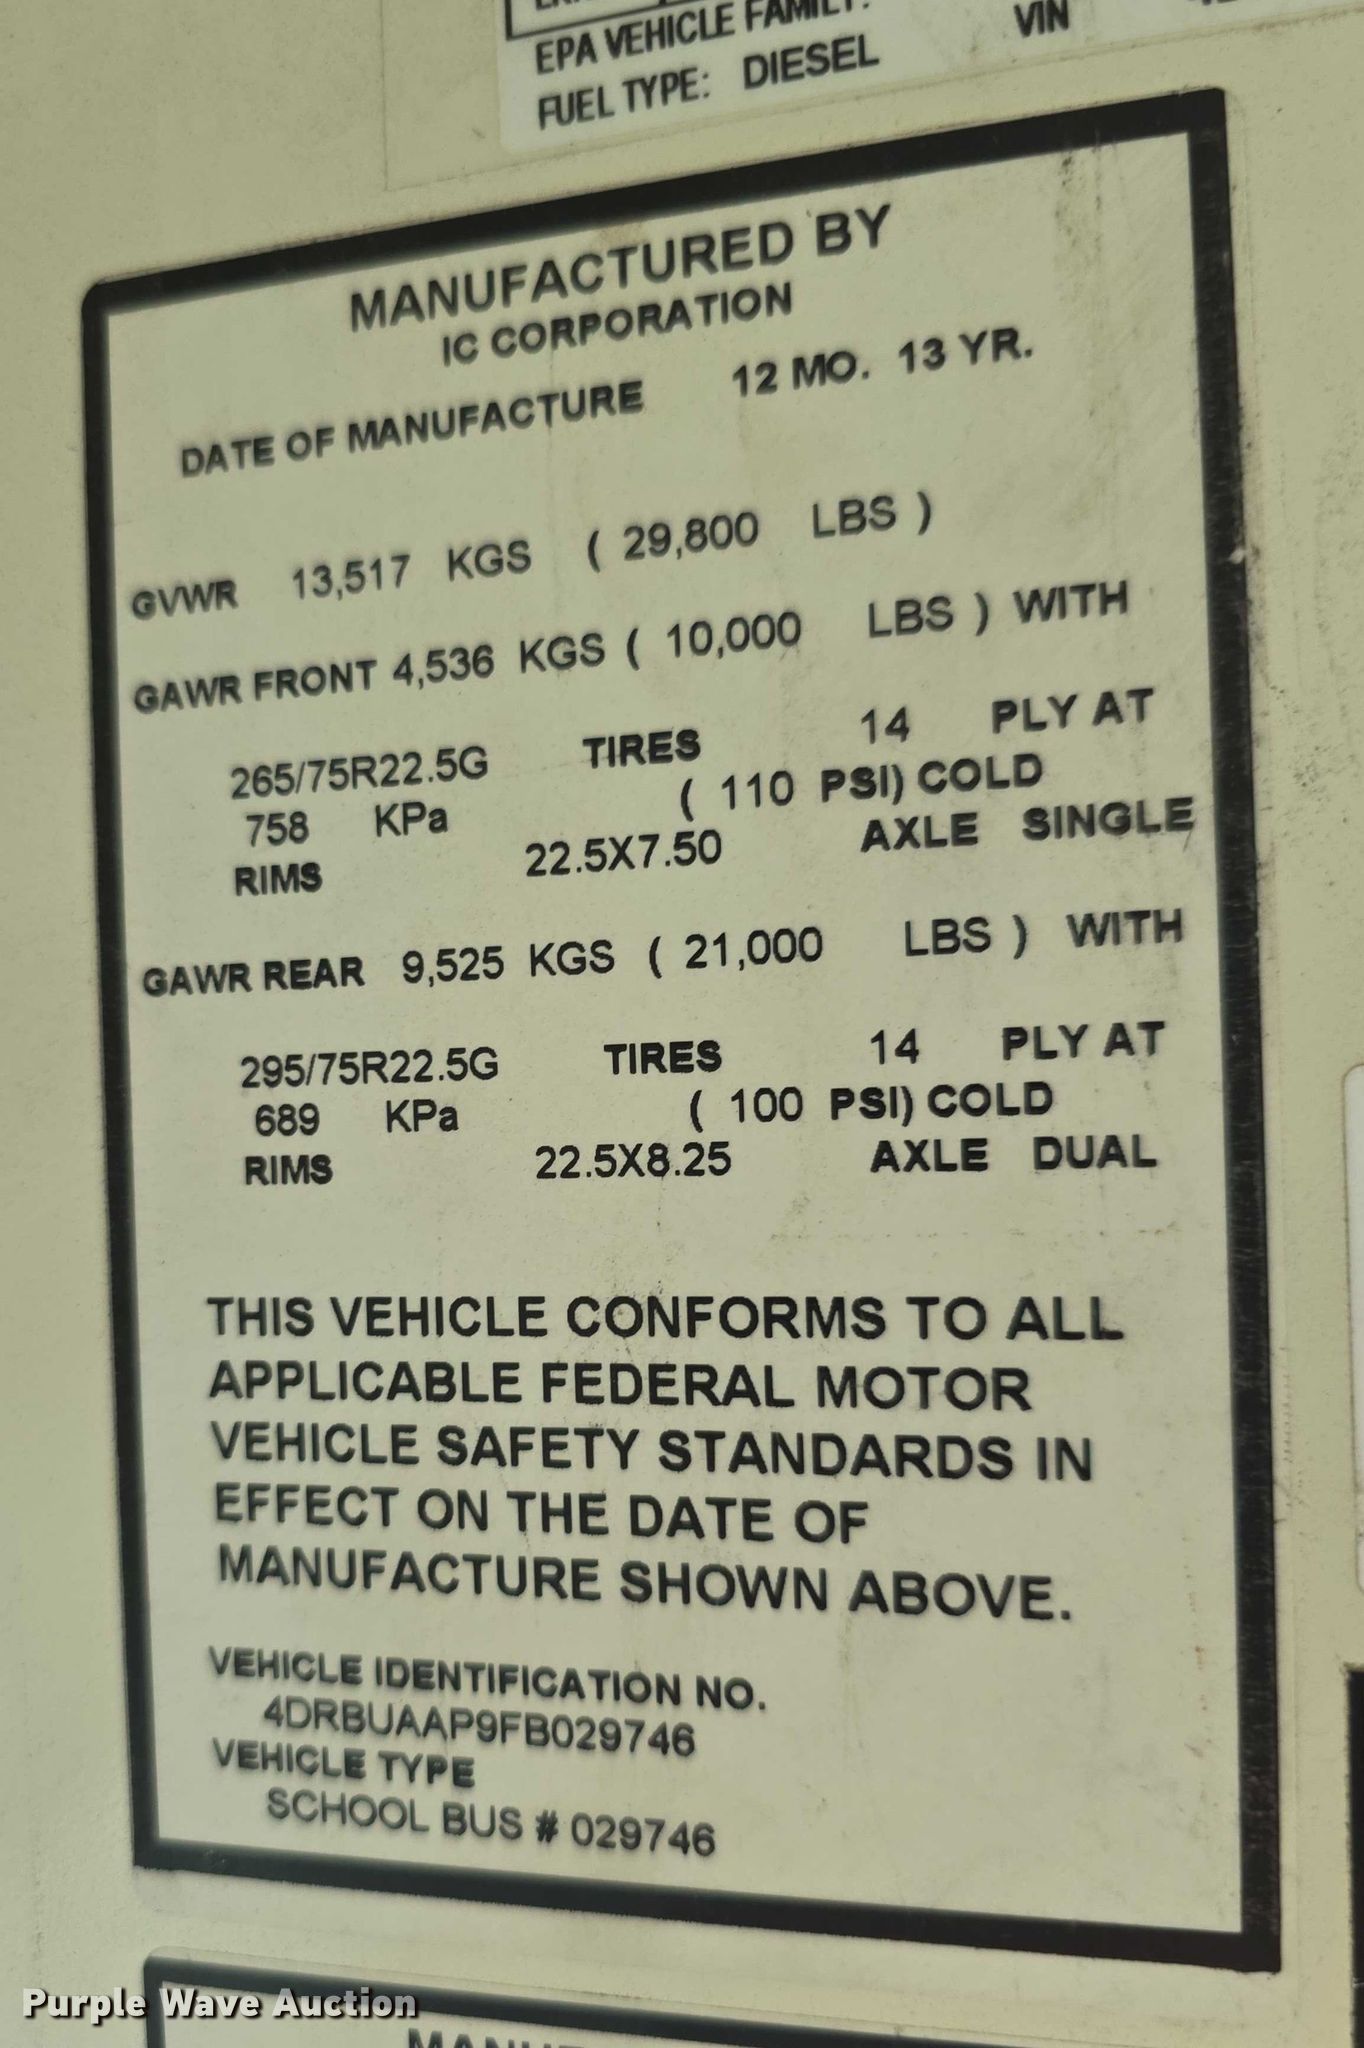 EPA VEHICLE FAMILY:
FUEL TYPE: DIESEL
VIN
MANUFACTURED BY
IC CORPORATION
DATE OF MANUFACTURE 12 MO. 13 YR.
GVWR 13,517 KGS ( 29,800 LBS )
GAWR FRONT 4,536 KGS ( 10,000 LBS ) WITH
265/75R22.5G TIRES 14 PLY AT
758 KPa ( 110 PSI) COLD
RIMS 22.5X7.50 AXLE SINGLE
GAWR REAR 9,525 KGS ( 21,000 LBS ) WITH
295/75R22.5G TIRES 14 PLY AT
689 KPa ( 100 PSI) COLD
RIMS 22.5X8.25 AXLE DUAL
THIS VEHICLE CONFORMS TO ALL
APPLICABLE FEDERAL MOTOR
VEHICLE SAFETY STANDARDS IN
EFFECT ON THE DATE OF
MANUFACTURE SHOWN ABOVE.
VEHICLE IDENTIFICATION NO.
4DRBUAAP9FB029746
VEHICLE TYPE
SCHOOL BUS # 029746
Purple Wave Auction